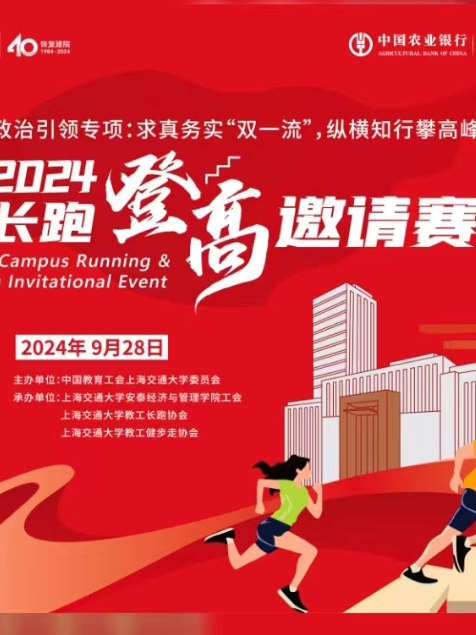 40 恢复建院
1984-2024
中国农业银行
AGRICULTURAL BANK OF CHINA
政治引领专项:求真务实“双一流”,纵横知行攀高峰
2024
长跑登高邀请赛
Campus Running &
Invitational Event
2024年 9月28日
主办单位:中国教育工会上海交通大学委员会
承办单位:上海交通大学安泰经济与管理学院工会
上海交通大学教工长跑协会
上海交通大学教工健步走协会